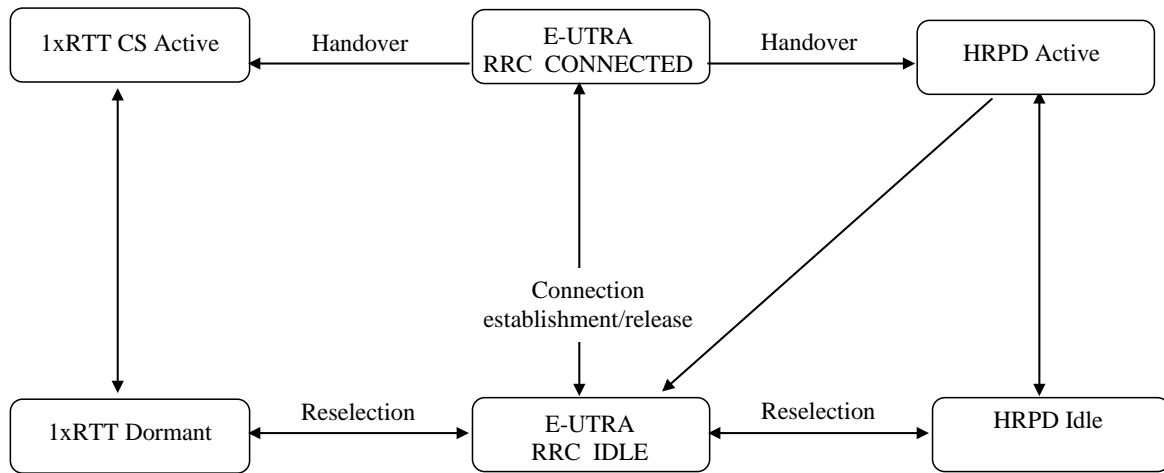 1xRTT CS Active
Handover
E-UTRA
RRC CONNECTED
Handover
HRPD Active
Connection
establishment/release
1xRTT Dormant
Reselection
E-UTRA
RRC IDLE
Reselection
HRPD Idle